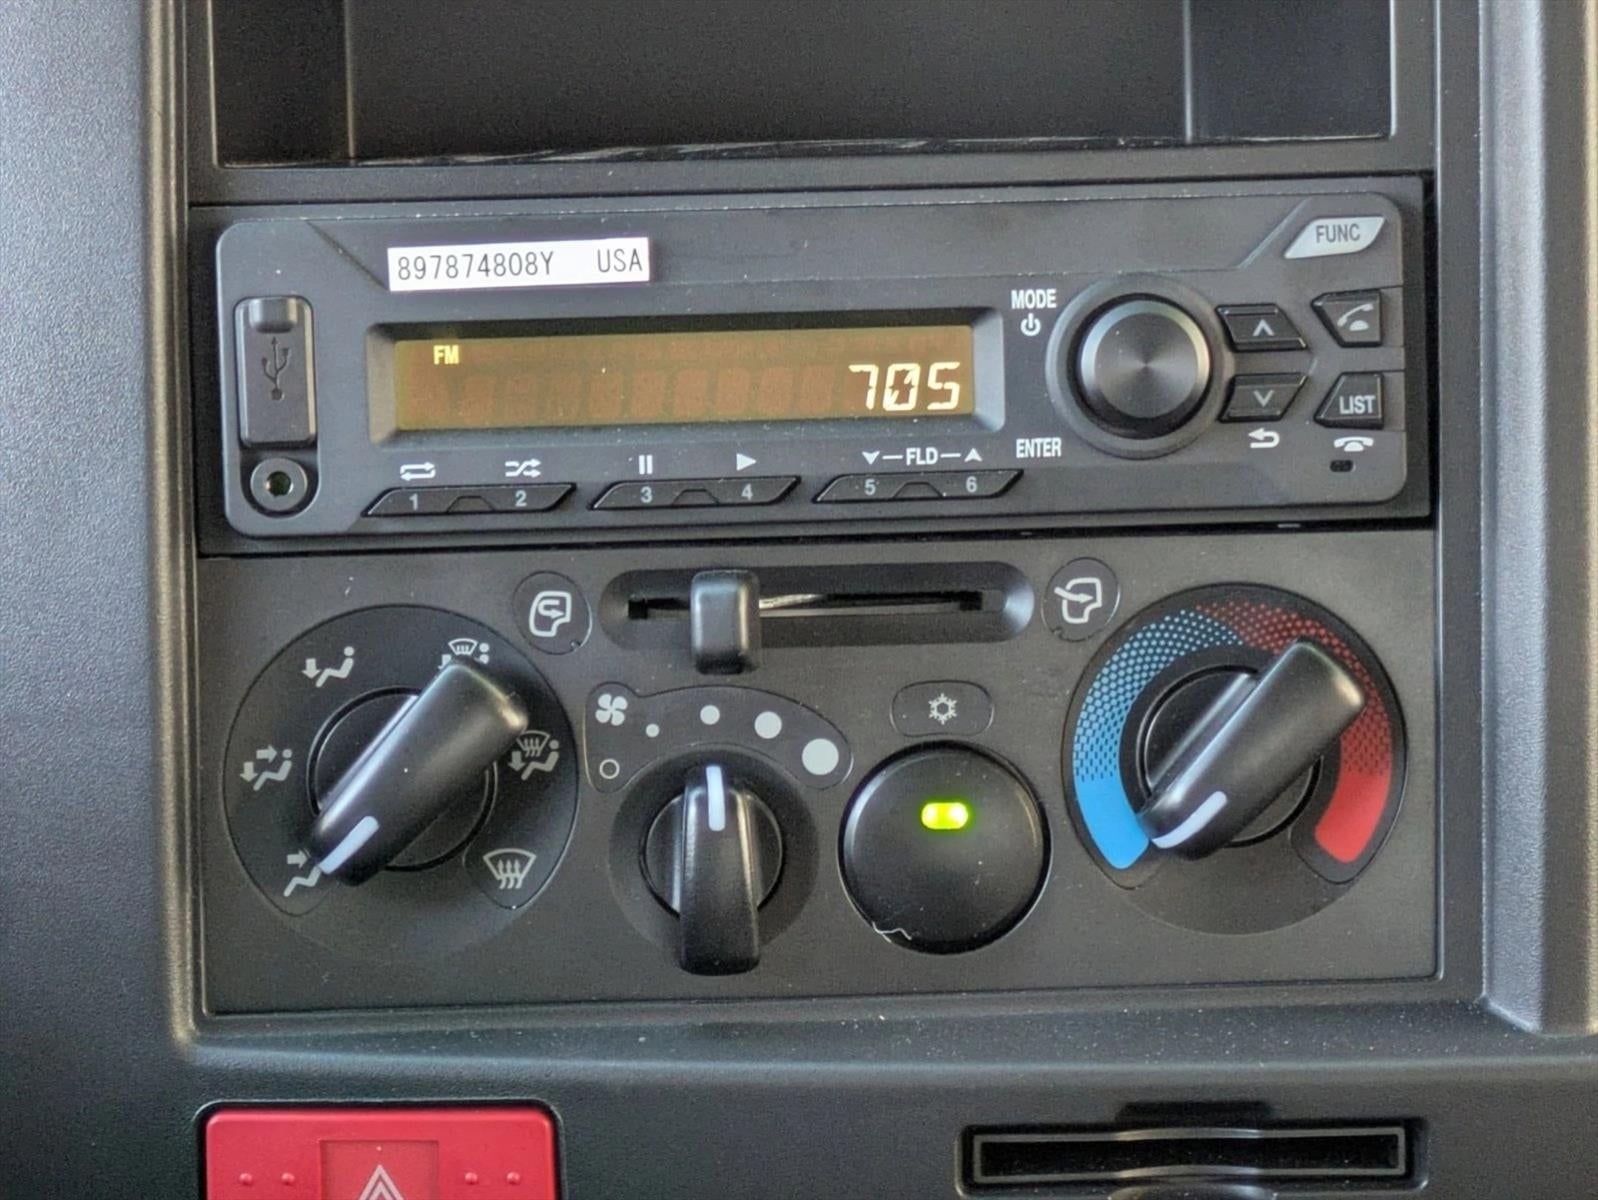 FUNC
897874808Y USA
MODE
FM
705
LIST
ENTER
FLD
1 2 3 4 5 6